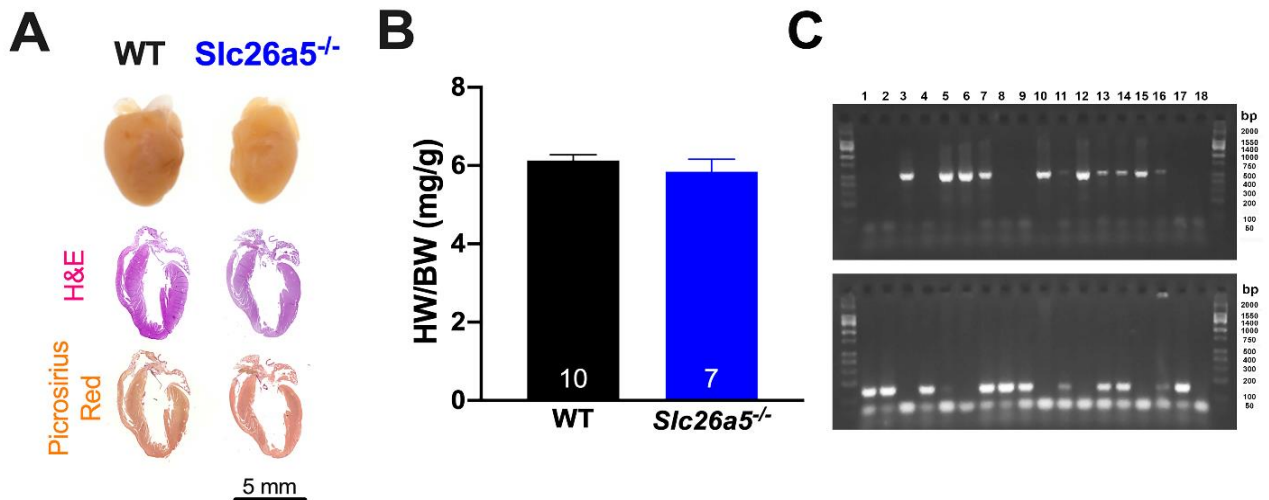 A
WT
Slc26a5-/-
H&E
Picrosirius
Red
5 mm
B
HW/BW (mg/g)
8
6
4
2
0
10
7
WT
Slc26a5-/-
C
1 2 3 4 5 6 7 8 9 10 11 12 13 14 15 16 17 18
bp
2000
1550
1400
1000
750
500
400
300
200
100
50
bp
2000
1550
1400
1000
750
500
400
300
200
100
50